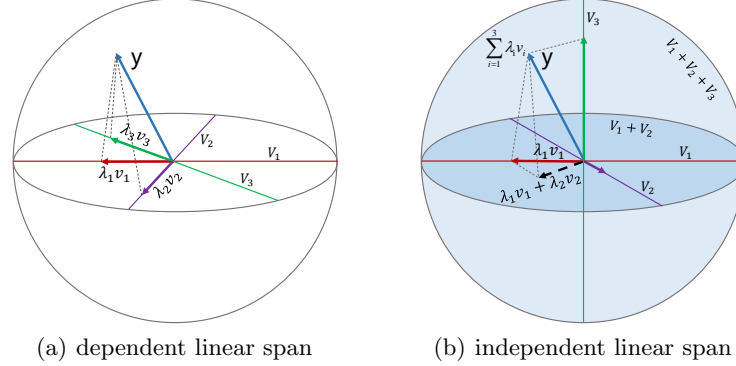 y
λ₃v₃
V₂
V₁
λ₁v₁
V₃
λ₂v₂
(a) dependent linear span
V₃
∑³ᵢ₌₁ λᵢvᵢ
y
V₁ + V₂ + V₃
V₁ + V₂
λ₁v₁
V₁
λ₁v₁ + λ₂v₂
V₂
(b) independent linear span